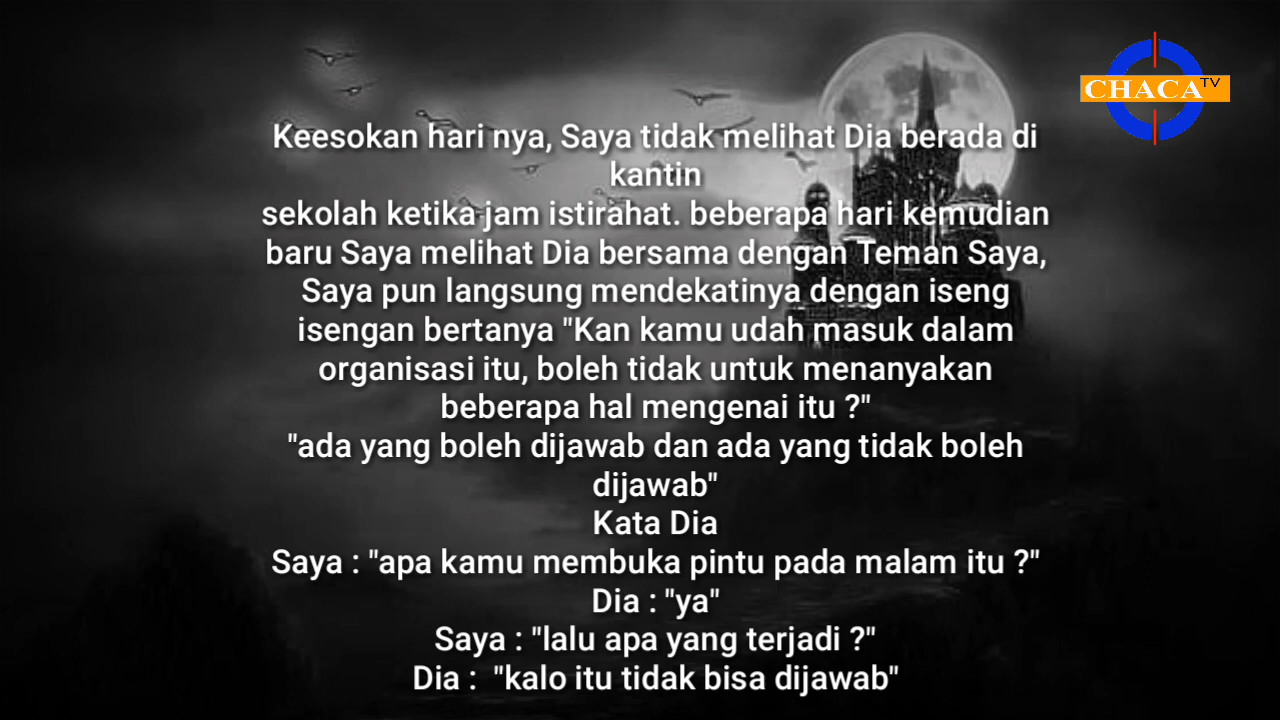 CHACA TV
Keesokan hari nya, Saya tidak melihat Dia berada di
kantin
sekolah ketika jam istirahat. beberapa hari kemudian
baru Saya melihat Dia bersama dengan Teman Saya,
Saya pun langsung mendekatinya dengan iseng
isengan bertanya "Kan kamu udah masuk dalam
organisasi itu, boleh tidak untuk menanyakan
beberapa hal mengenai itu ?"
"ada yang boleh dijawab dan ada yang tidak boleh
dijawab"
Kata Dia
Saya : "apa kamu membuka pintu pada malam itu ?"
Dia : "ya"
Saya : "lalu apa yang terjadi ?"
Dia :  "kalo itu tidak bisa dijawab"